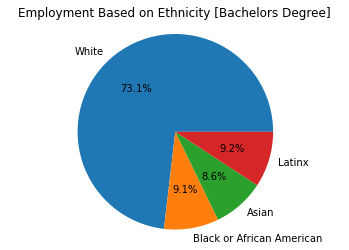 Employment Based on Ethnicity [Bachelors Degree]
White
73.1%
9.2%
Latinx
8.6%
9.1%
Asian
Black or African American